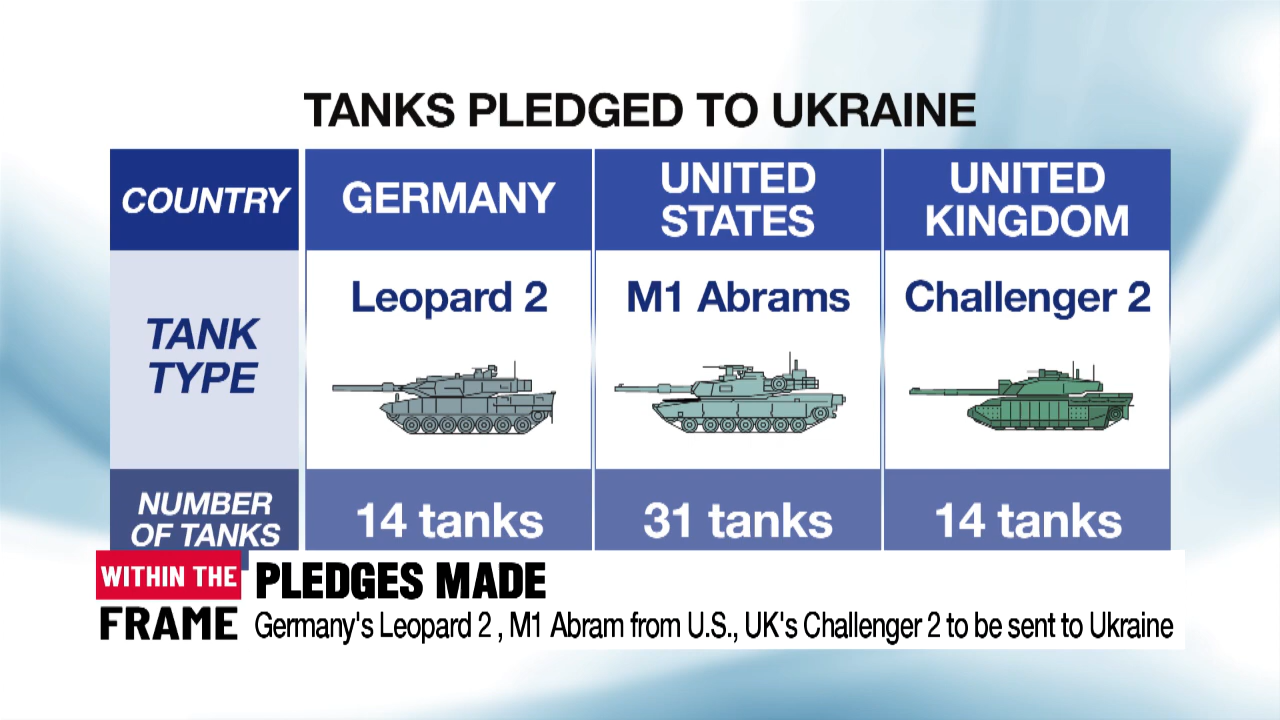 TANKS PLEDGED TO UKRAINE
COUNTRY
GERMANY
UNITED
STATES
UNITED
KINGDOM
TANK
TYPE
Leopard 2
M1 Abrams
Challenger 2
NUMBER
OF TANKS
14 tanks
31 tanks
14 tanks
WITHIN THE
FRAME
PLEDGES MADE
Germany's Leopard 2 , M1 Abram from U.S., UK's Challenger 2 to be sent to Ukraine